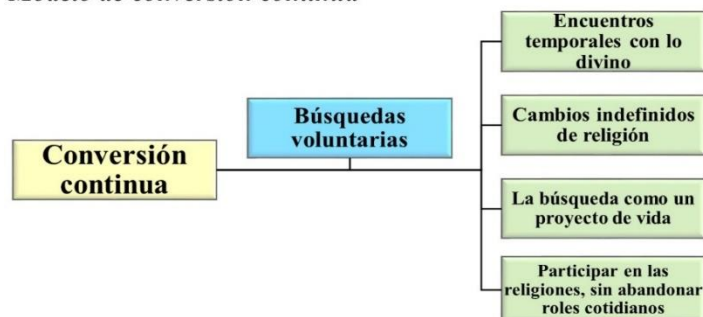 Modelo de conversión continua
Encuentros
temporales con lo
divino
Búsquedas
voluntarias
Cambios indefinidos
de religión
Conversión
continua
La búsqueda como un
proyecto de vida
Participar en las
religiones, sin abandonar
roles cotidianos